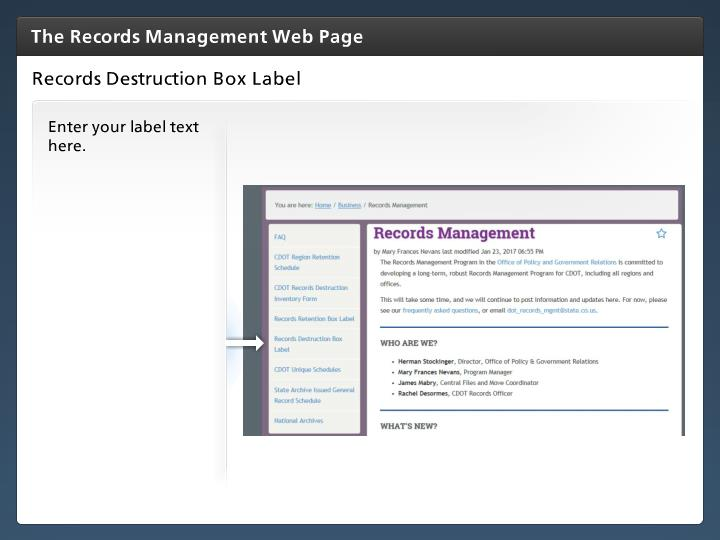 The Records Management Web Page
Records Destruction Box Label
Enter your label text
here.
You are here: Home / Business / Records Management
FAQ
CDOT Region Retention
Schedule
CDOT Records Destruction
Inventory Form
Records Retention Box Label
Records Destruction Box
Label
CDOT Unique Schedules
State Archive Issued General
Record Schedule
National Archives
Records Management
by Mary Frances Nevans last modified Jan 23, 2017 06:55 PM
The Records Management Program in the Office of Policy and Government Relations is committed to
developing a long-term, robust Records Management Program for CDOT, including all regions and
offices.
This will take some time, and we will continue to post information and updates here. For now, please
see our frequently asked questions, or email dot_records_mgmt@state.co.us.
WHO ARE WE?
• Herman Stockinger, Director, Office of Policy & Government Relations
• Mary Frances Nevans, Program Manager
• James Mabry, Central Files and Move Coordinator
• Rachel Desormes, CDOT Records Officer
WHAT'S NEW?